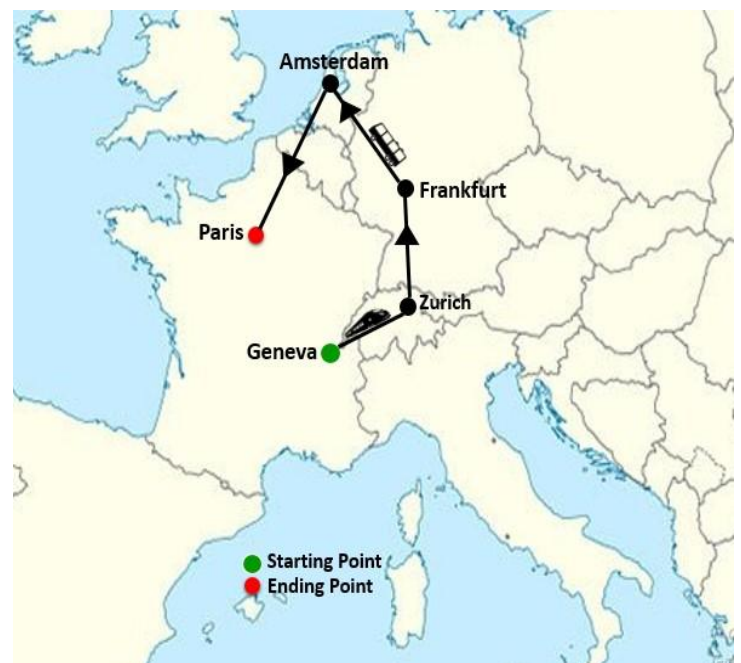 Amsterdam
Frankfurt
Paris
Zurich
Geneva
Starting Point
Ending Point